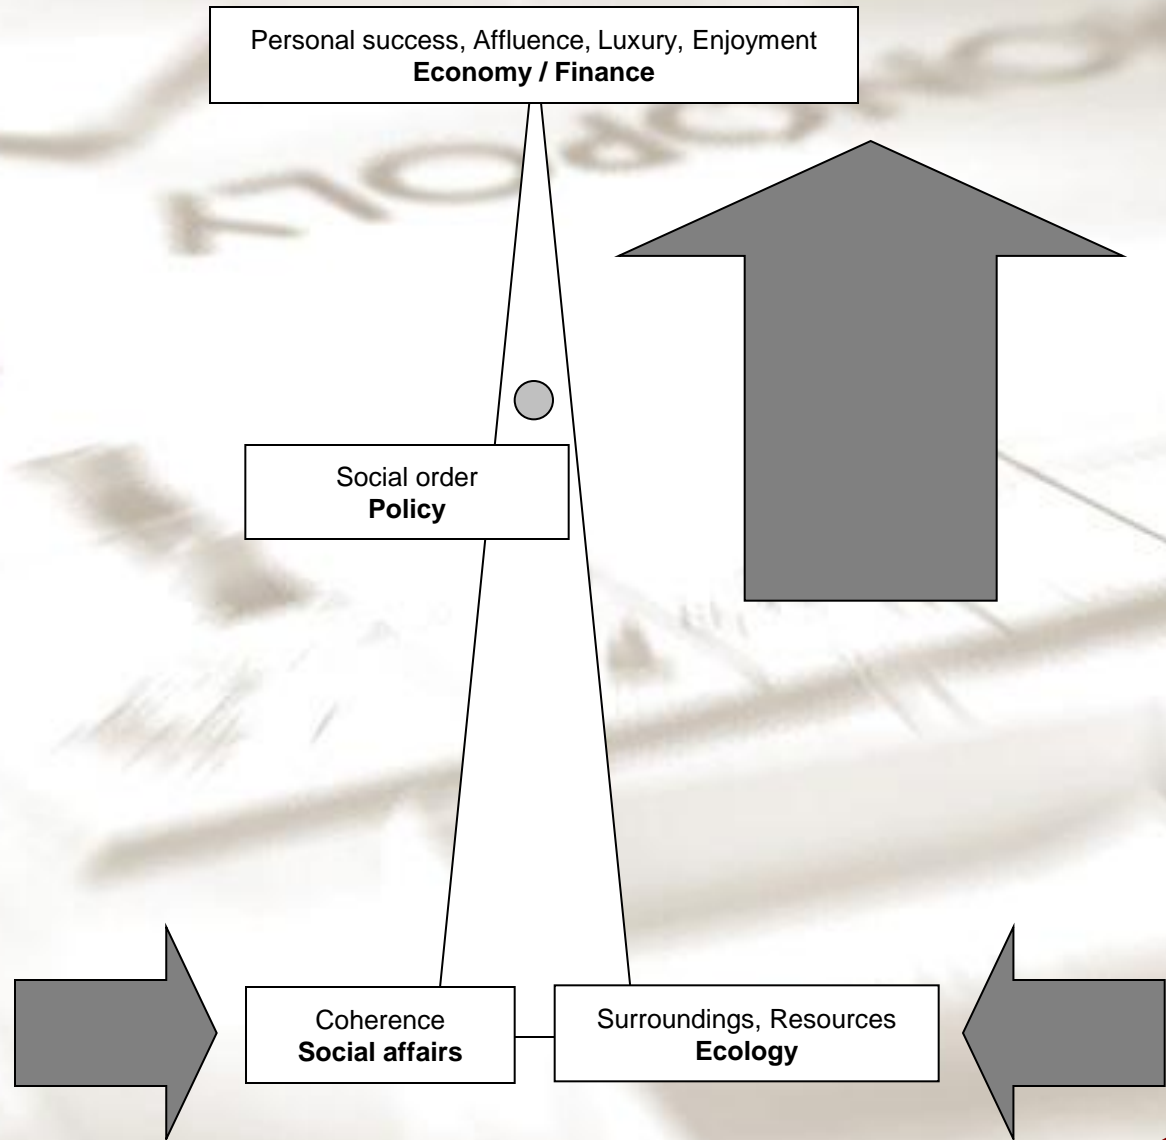 Personal success, Affluence, Luxury, Enjoyment
Economy / Finance
Social order
Policy
Coherence
Social affairs
Surroundings, Resources
Ecology